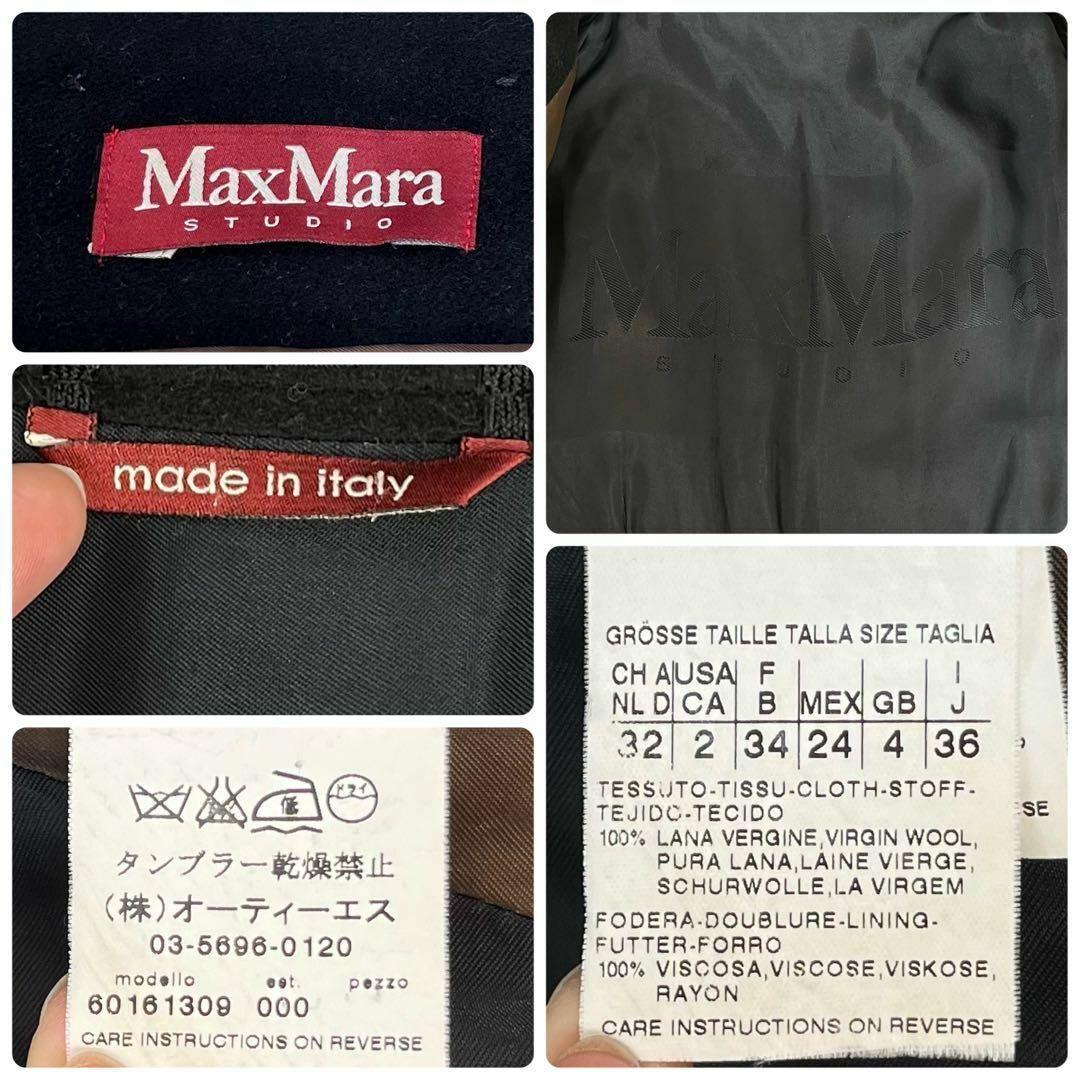 MaxMara
STUDIO
MaxMara
STUDIO
made in italy
GRÖSSE TAILLE TALLA SIZE TAGLIA
CH A USA F I
NL D CA B MEX GB J
32 2 34 24 4 36
TESSUTO-TISSU-CLOTH-STOFF-
TEJIDO-TECIDO
100% LANA VERGINE,VIRGIN WOOL,
PURA LANA,LAINE VIERGE,
SCHURWOLLE,LA VIRGEM
FODERA-DOUBLURE-LINING-
FUTTER-FORRO
100% VISCOSA,VISCOSE,VISKOSE,
RAYON
CARE INSTRUCTIONS ON REVERSE
低 ドライ
タンブラー乾燥禁止
(株)オーティーエス
03-5696-0120
modello est. pezzo
60161309 000
CARE INSTRUCTIONS ON REVERSE